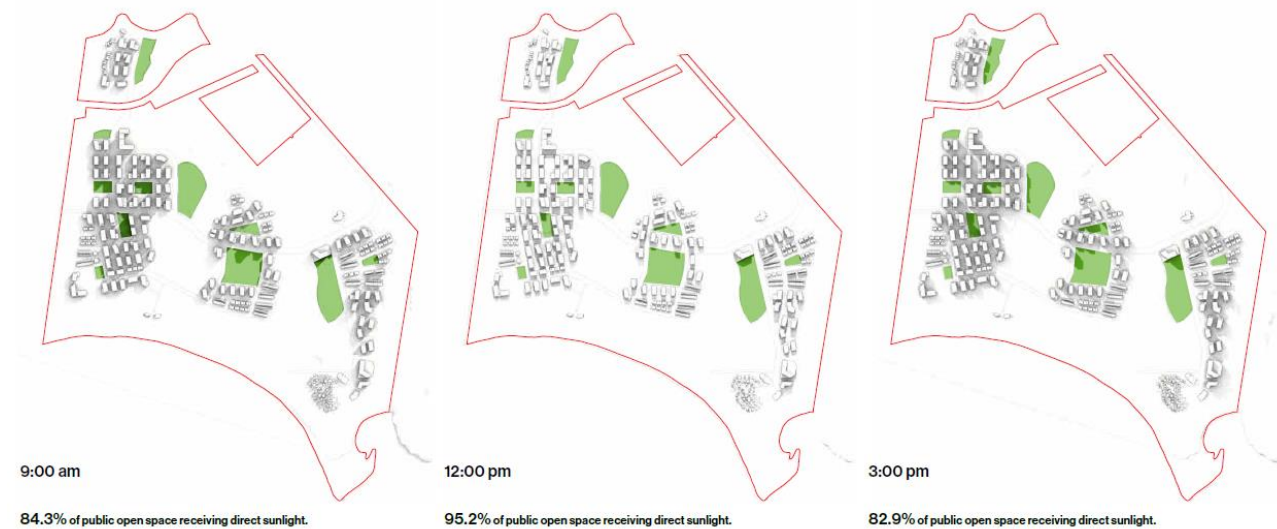 9:00 am
84.3% of public open space receiving direct sunlight.
12:00 pm
95.2% of public open space receiving direct sunlight.
3:00 pm
82.9% of public open space receiving direct sunlight.